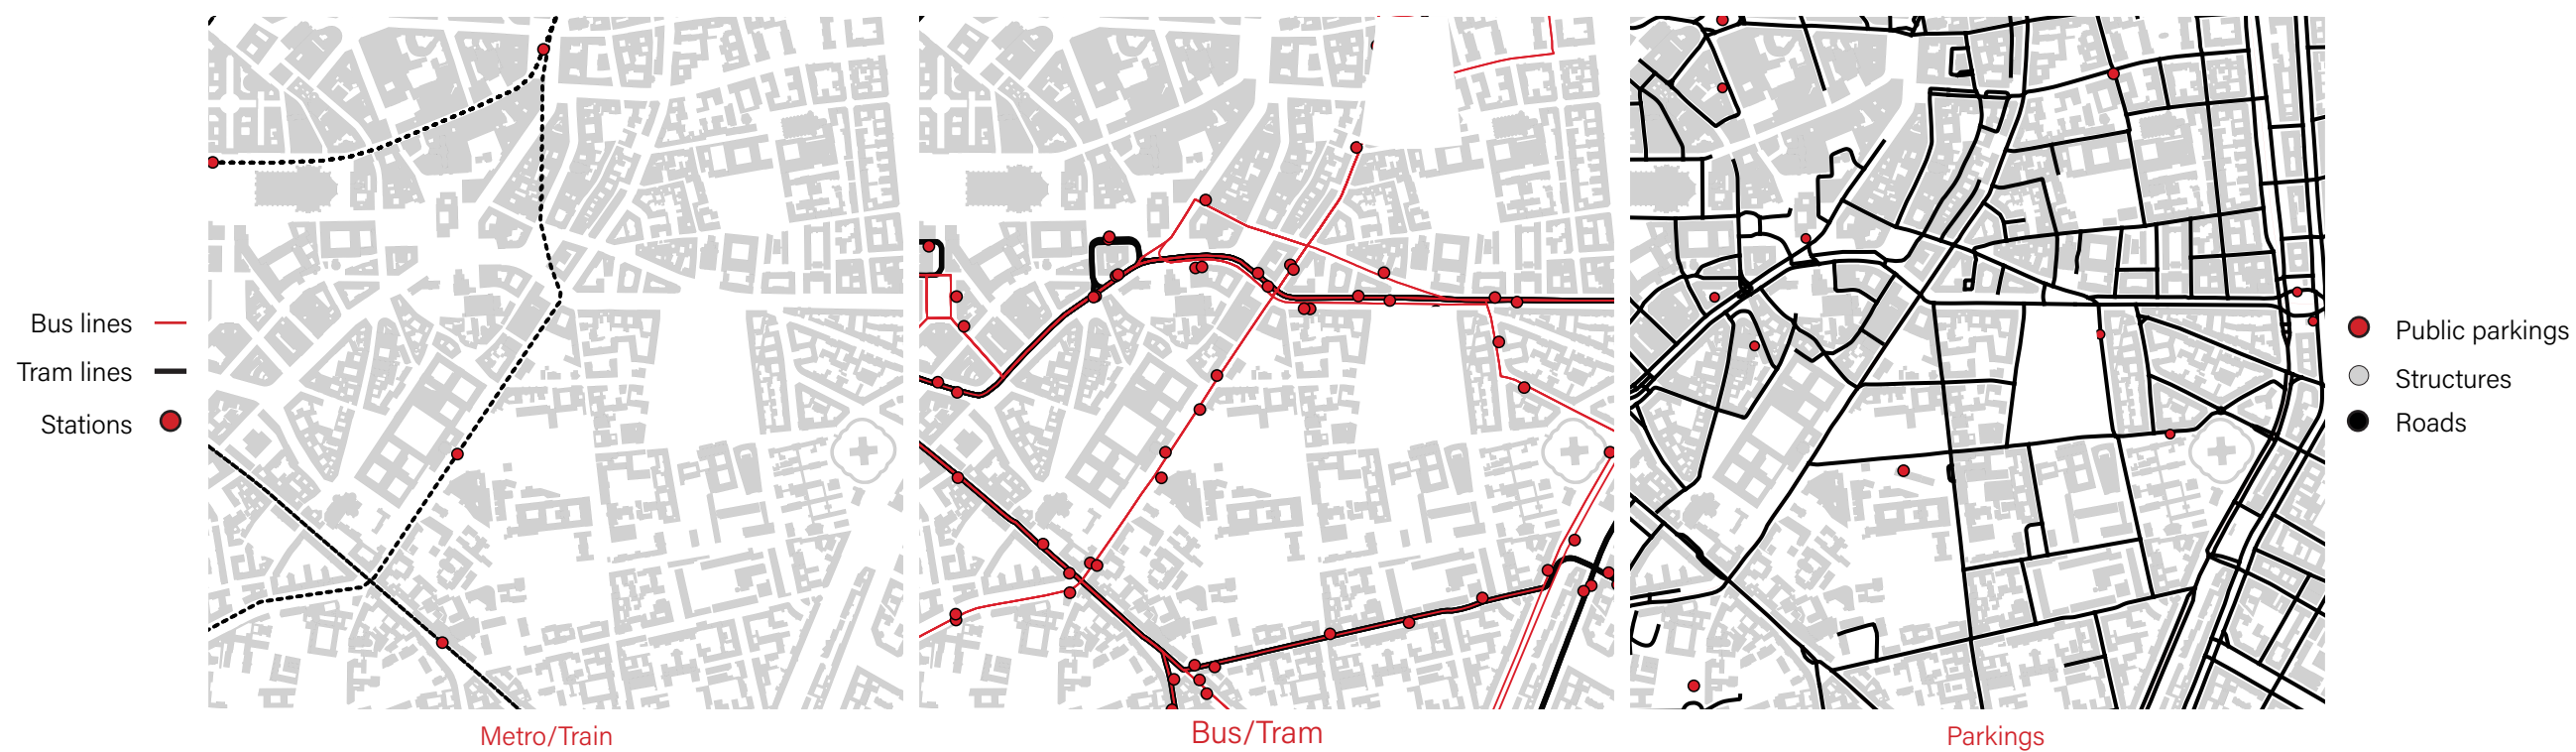 Bus lines
Tram lines
Stations
Metro/Train
Bus/Tram
Parkings
Public parkings
Structures
Roads